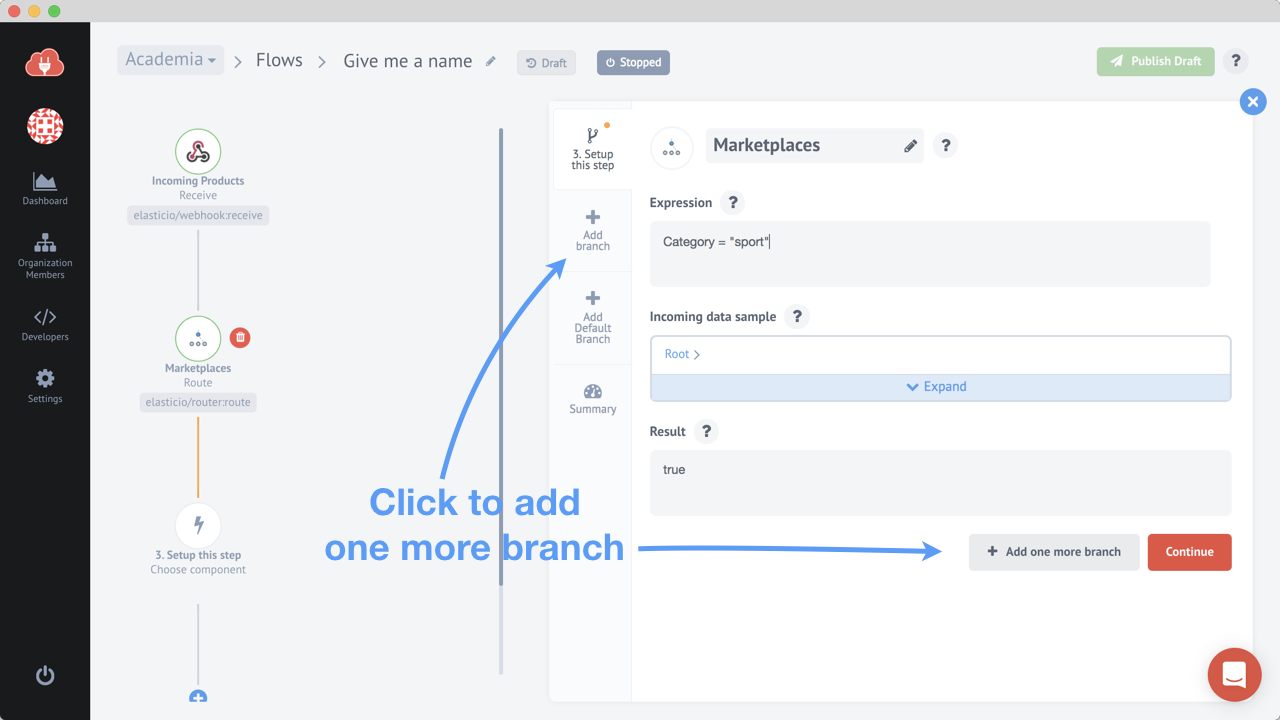 Academia
Flows
Give me a name
Draft
Stopped
Publish Draft
?
Dashboard
Organization
Members
Developers
Settings
Incoming Products
Receive
elasticio/webhook:receive
Marketplaces
Route
elasticio/router:route
3. Setup this step
Choose component
Click to add
one more branch
3. Setup
this step
Add
branch
Add
Default
Branch
Summary
Marketplaces
?
Expression ?
Category = "sport"
Incoming data sample ?
Root >
Expand
Result ?
true
+ Add one more branch
Continue